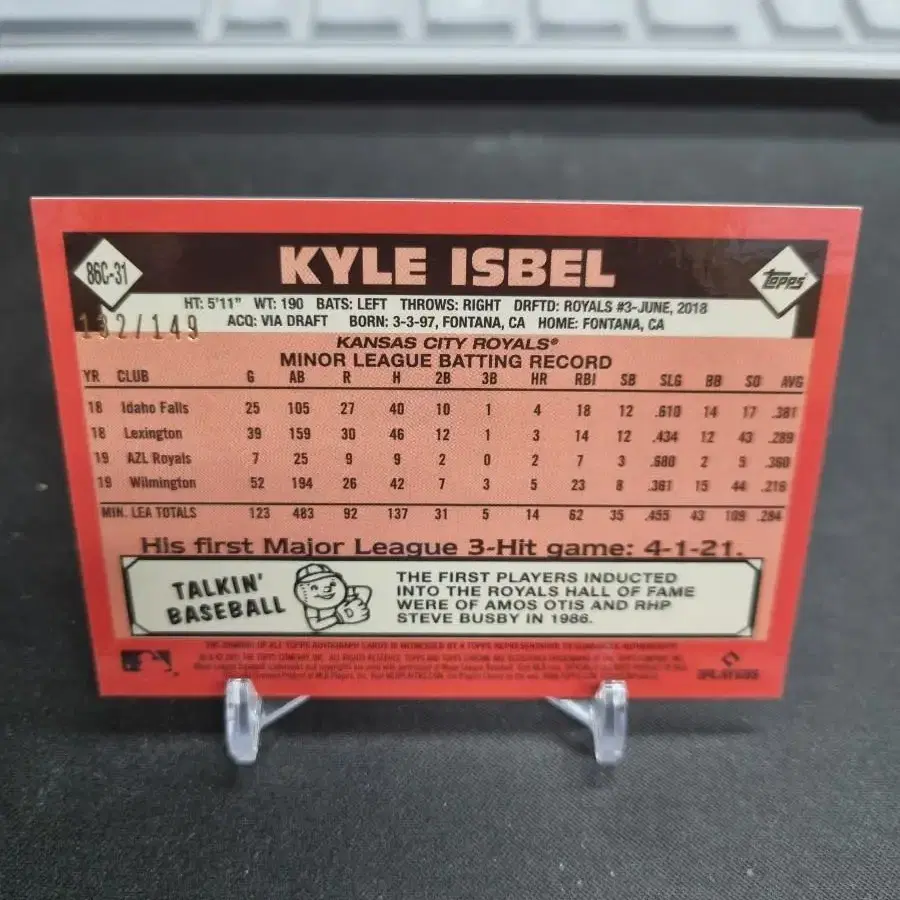 86C-31
KYLE ISBEL
topps
HT: 5'11" WT: 190 BATS: LEFT THROWS: RIGHT DRFTD: ROYALS #3-JUNE, 2018
132/149
ACQ: VIA DRAFT BORN: 3-3-97, FONTANA, CA HOME: FONTANA, CA
KANSAS CITY ROYALS®
MINOR LEAGUE BATTING RECORD
YR CLUB G AB R H 2B 3B HR RBI SB SLG BB SO AVG
18 Idaho Falls 25 105 27 40 10 1 4 18 12 .610 14 17 .381
18 Lexington 39 159 30 46 12 1 3 14 12 .434 12 43 .289
19 AZL Royals 7 25 9 9 2 0 2 7 3 .680 2 5 .360
19 Wilmington 52 194 26 42 7 3 5 23 8 .361 15 44 .216
MIN. LEA TOTALS 123 483 92 137 31 5 14 62 35 .455 43 109 .284
His first Major League 3-Hit game: 4-1-21.
TALKIN'
BASEBALL
THE FIRST PLAYERS INDUCTED
INTO THE ROYALS HALL OF FAME
WERE OF AMOS OTIS AND RHP
STEVE BUSBY IN 1986.